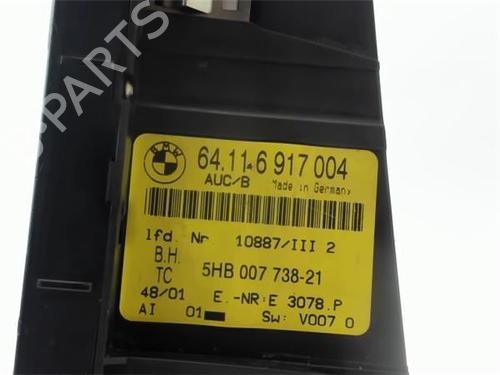 PARTS
BMW
64.11-6 917 004
AUC/B Made in Germany
lfd. Nr. 10887/III 2
B.H.
TC 5HB 007 738-21
48/01 E.-NR:E 3078.P
AI 01 Sw: V007 0